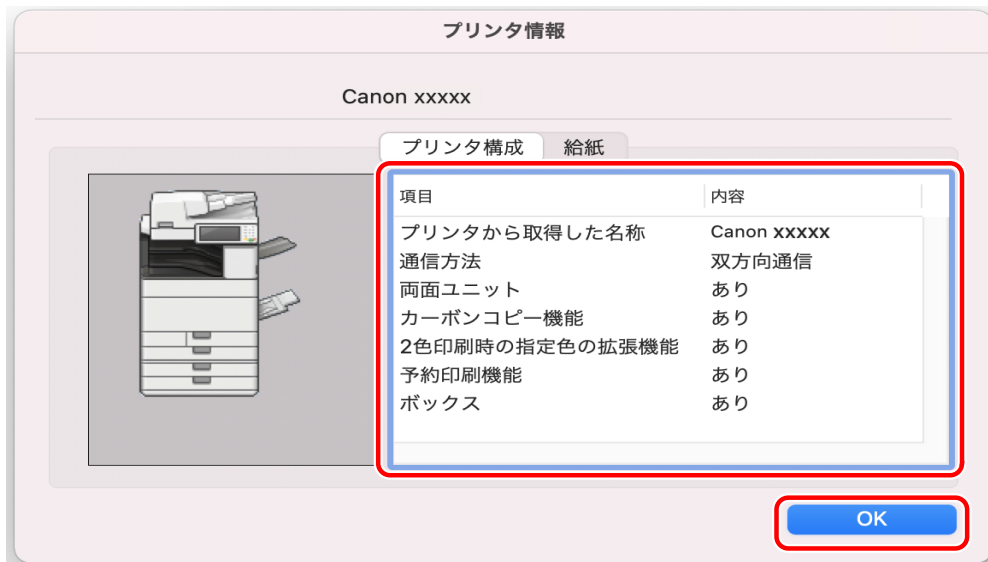 プリンタ情報
Canon xxxxx
プリンタ構成 給紙
項目 内容
プリンタから取得した名称 Canon xxxxx
通信方法 双方向通信
両面ユニット あり
カーボンコピー機能 あり
2色印刷時の指定色の拡張機能 あり
予約印刷機能 あり
ボックス あり
OK